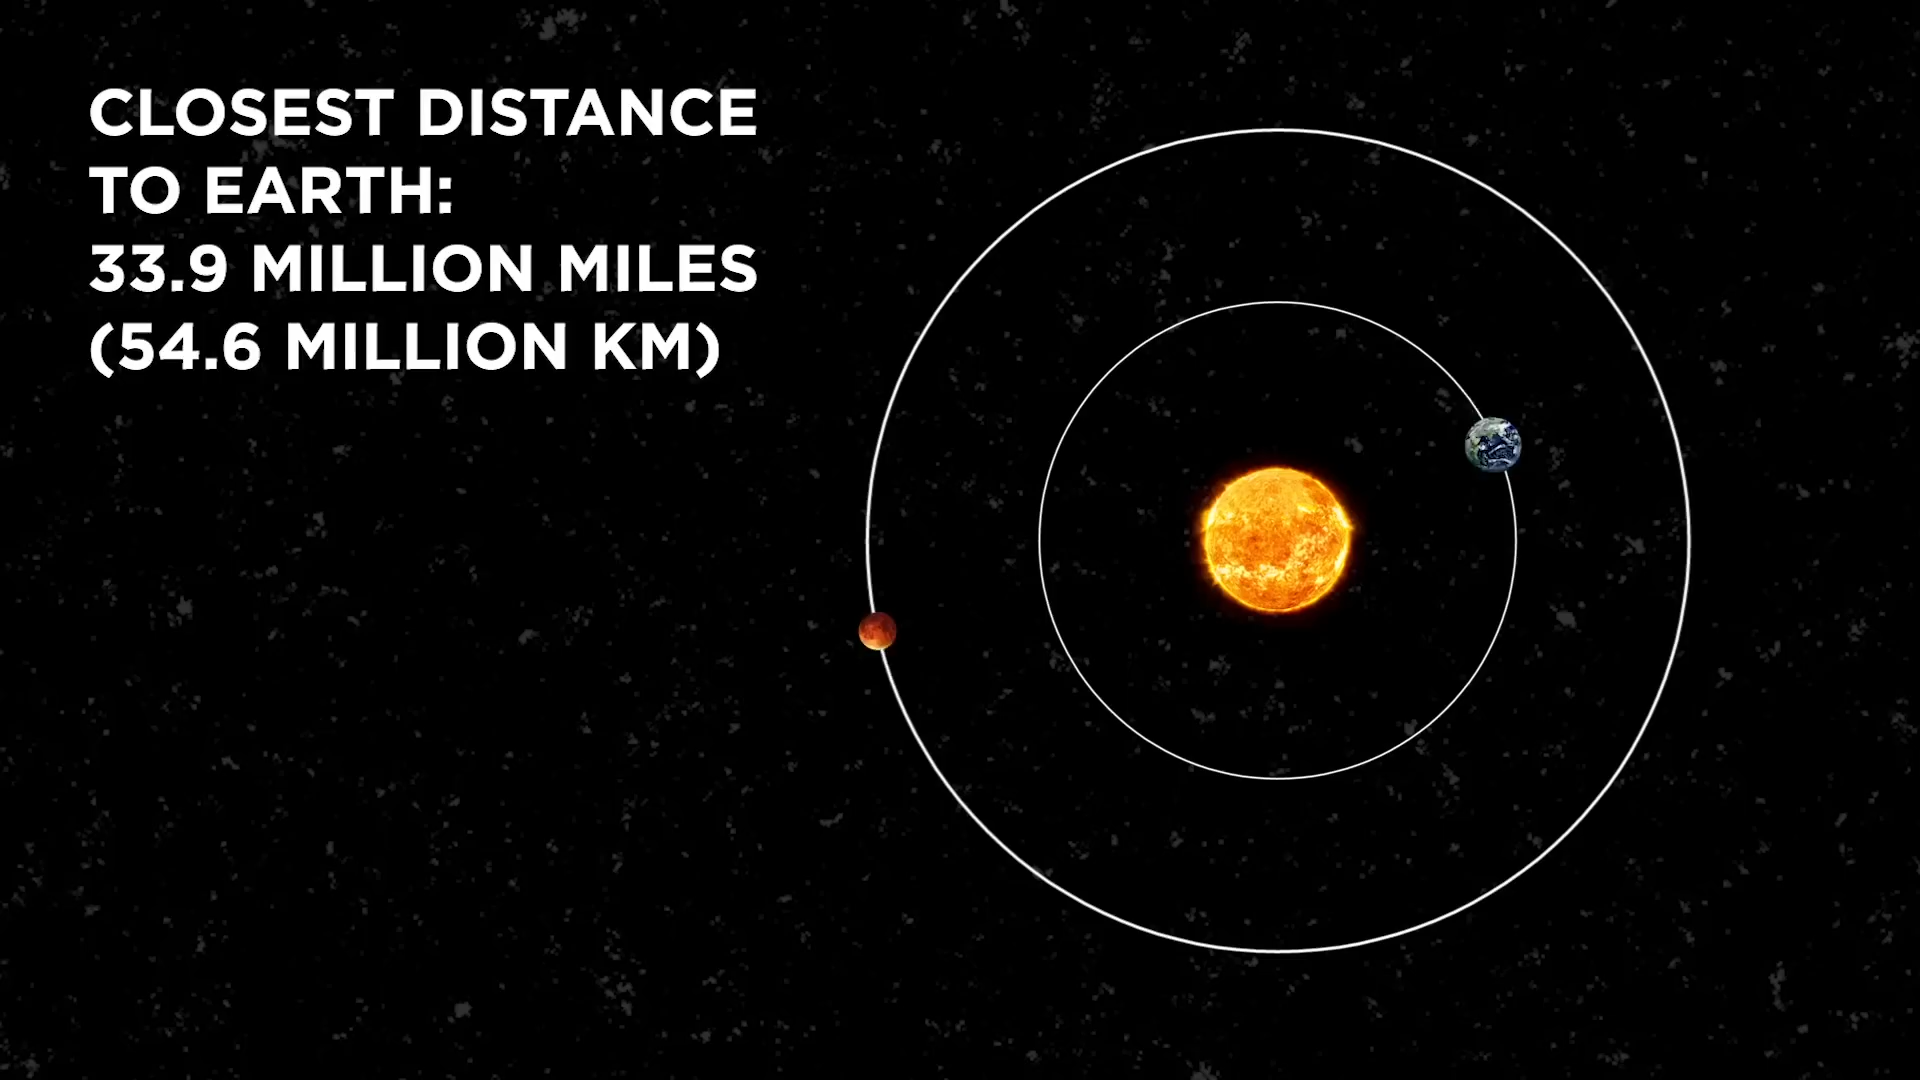 CLOSEST DISTANCE
TO EARTH:
33.9 MILLION MILES
(54.6 MILLION KM)